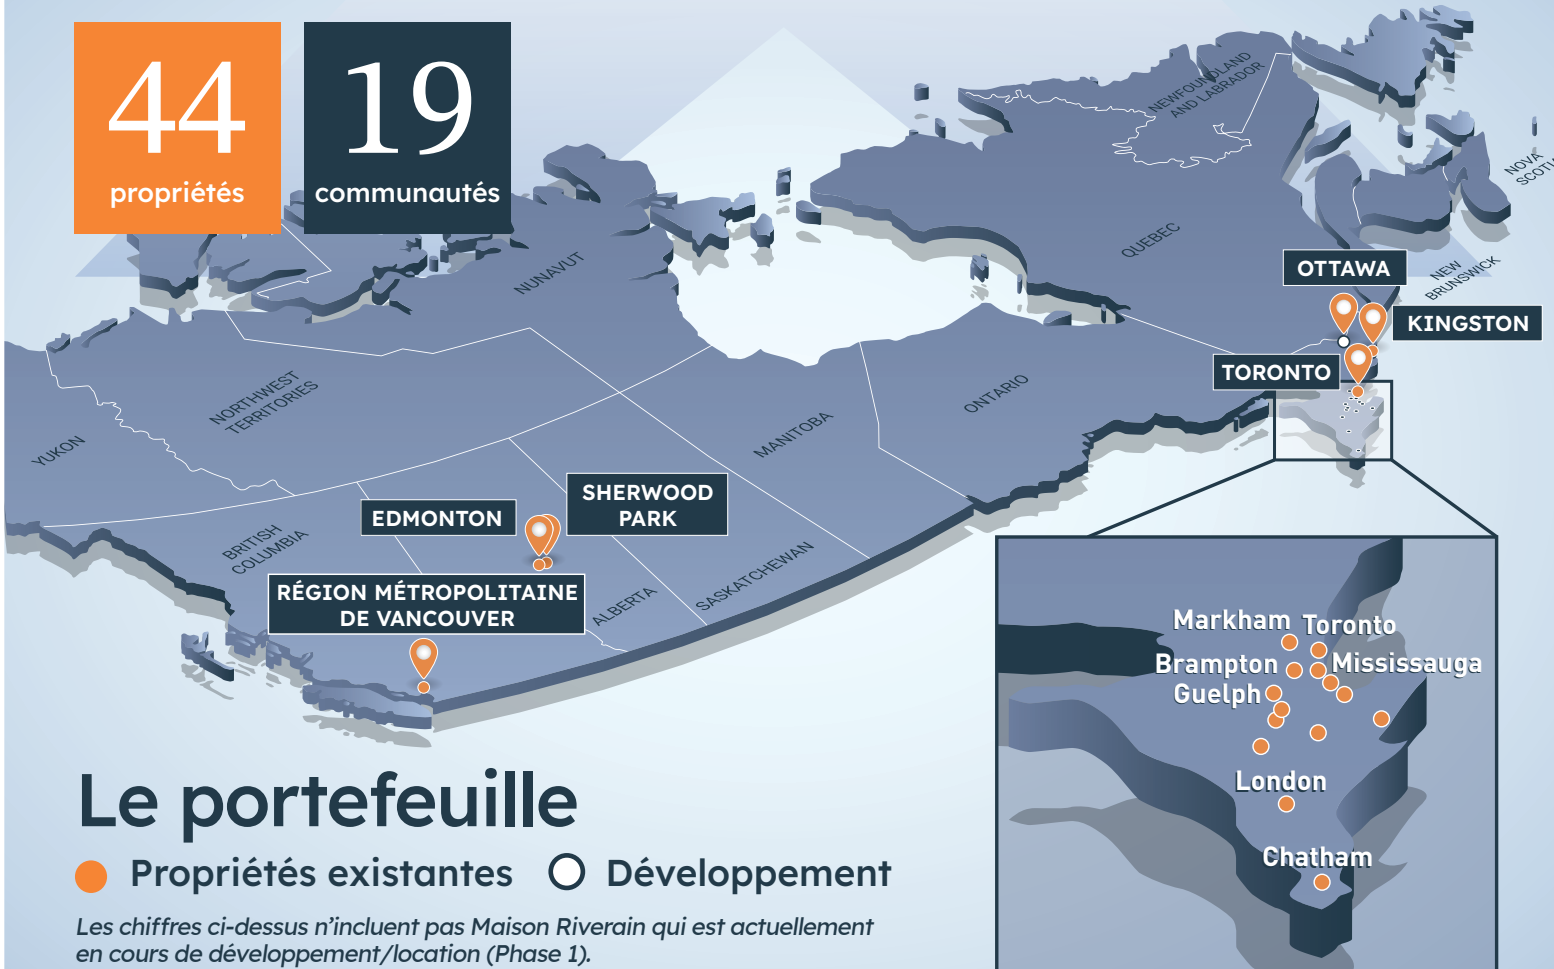 44
propriétés
19
communautés
NEWFOUNDLAND
AND LABRADOR
NOVA
QUEBEC
NEW
BRUNSWICK
NUNAVUT
OTTAWA
KINGSTON
TORONTO
NORTHWEST
TERRITORIES
YUKON
ONTARIO
MANITOBA
SHERWOOD
PARK
EDMONTON
BRITISH
COLUMBIA
RÉGION MÉTROPOLITAINE
DE VANCOUVER
ALBERTA
SASKATCHEWAN
Markham
Toronto
Brampton
Mississauga
Guelph
London
Chatham
Le portefeuille
Propriétés existantes
Développement
Les chiffres ci-dessus n’incluent pas Maison Riverain qui est actuellement
en cours de développement/location (Phase 1).